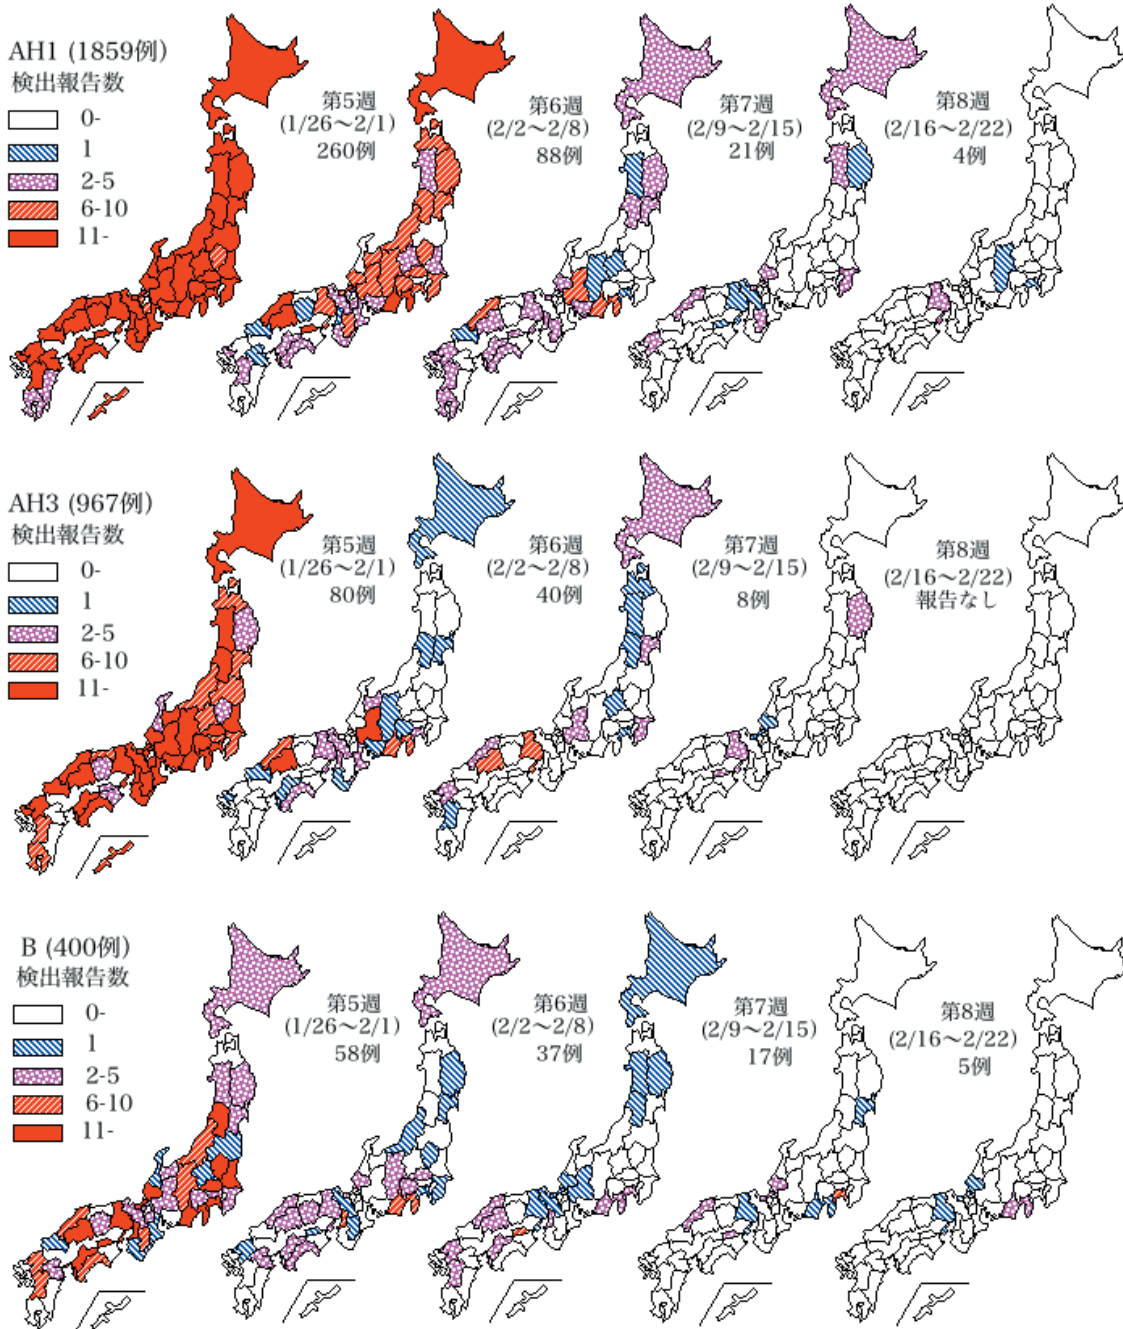 AH1 (1859例)
検出報告数
0-
1
2-5
6-10
11-
第5週
(1/26～2/1)
260例
第6週
(2/2～2/8)
88例
第7週
(2/9～2/15)
21例
第8週
(2/16～2/22)
4例
AH3 (967例)
検出報告数
0-
1
2-5
6-10
11-
第5週
(1/26～2/1)
80例
第6週
(2/2～2/8)
40例
第7週
(2/9～2/15)
8例
第8週
(2/16～2/22)
報告なし
B (400例)
検出報告数
0-
1
2-5
6-10
11-
第5週
(1/26～2/1)
58例
第6週
(2/2～2/8)
37例
第7週
(2/9～2/15)
17例
第8週
(2/16～2/22)
5例